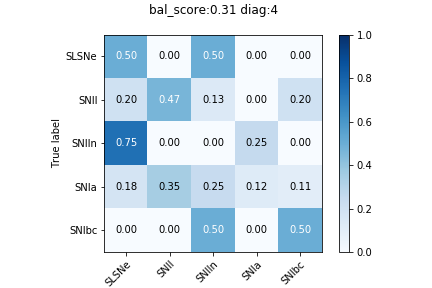 bal_score:0.31 diag:4
True label
SLSNe 0.50 0.00 0.50 0.00 0.00
SNII 0.20 0.47 0.13 0.00 0.20
SNIIn 0.75 0.00 0.00 0.25 0.00
SNIa 0.18 0.35 0.25 0.12 0.11
SNIbc 0.00 0.00 0.50 0.00 0.50
SLSNe SNII SNIIn SNIa SNIbc
1.0
0.8
0.6
0.4
0.2
0.0